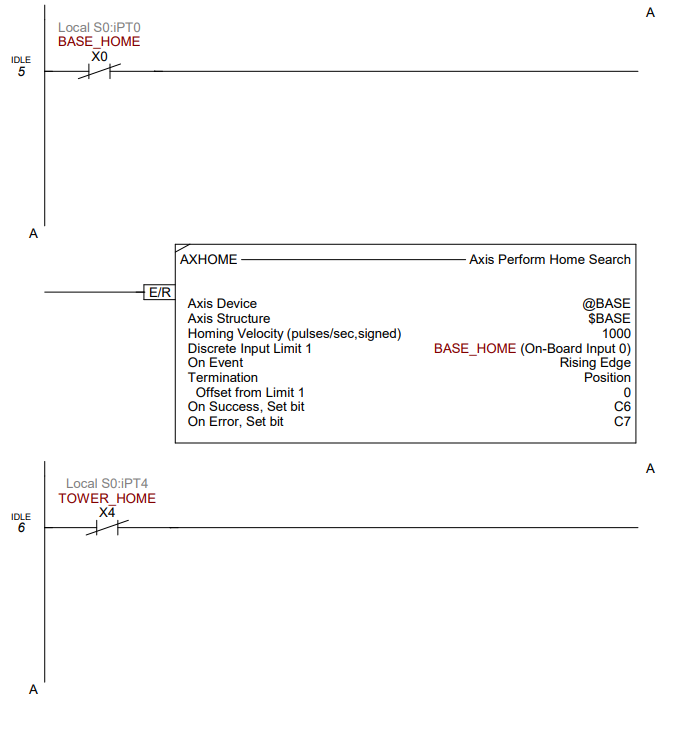 A
Local S0:iPT0
BASE_HOME
X0
IDLE
5
A
AXHOME Axis Perform Home Search
E/R
Axis Device @BASE
Axis Structure $BASE
Homing Velocity (pulses/sec,signed) 1000
Discrete Input Limit 1 BASE_HOME (On-Board Input 0)
On Event Rising Edge
Termination Position
Offset from Limit 1 0
On Success, Set bit C6
On Error, Set bit C7
A
Local S0:iPT4
TOWER_HOME
X4
IDLE
6
A